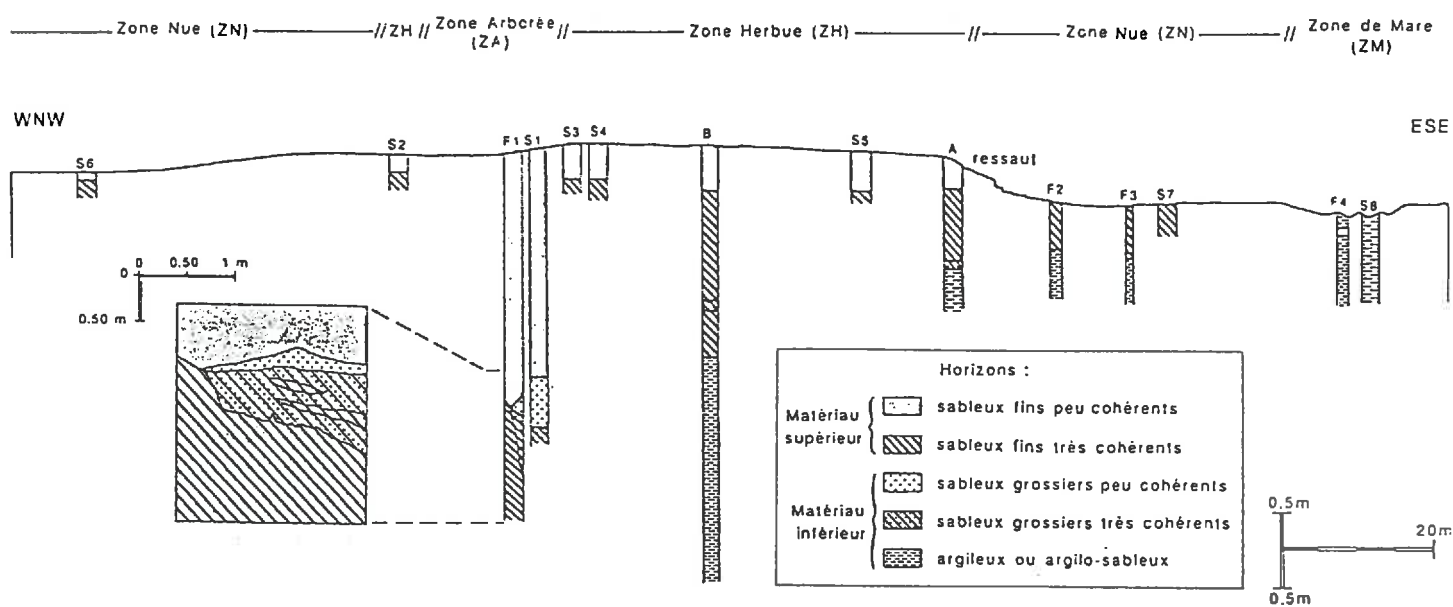 Zone Nue (ZN) // ZH // Zone Arborée (ZA) // Zone Herbue (ZH) // Zone Nue (ZN) // Zone de Mare (ZM)
WNW
ESE
S6
S2
F1 S1
S3 S4
B
S5
A
ressaut
F2
F3
S7
F4 S8
0 0.50 1 m
0
0.50 m
Horizons :
Matériau supérieur
sableux fins peu cohérents
sableux fins très cohérents
Matériau inférieur
sableux grossiers peu cohérents
sableux grossiers très cohérents
argileux ou argilo-sableux
0.5m
20m
0.5m